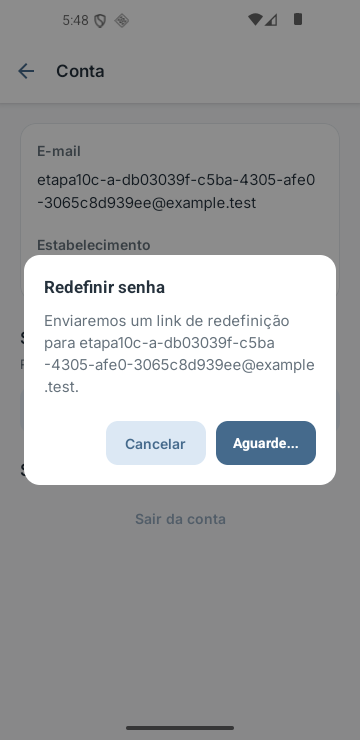 5:48
Conta
E-mail
etapa10c-a-db03039f-c5ba-4305-afe0
-3065c8d939ee@example.test
Estabelecimento
Redefinir senha
Enviaremos um link de redefinição
para etapa10c-a-db03039f-c5ba
-4305-afe0-3065c8d939ee@example
.test.
Cancelar
Aguarde...
Sair da conta